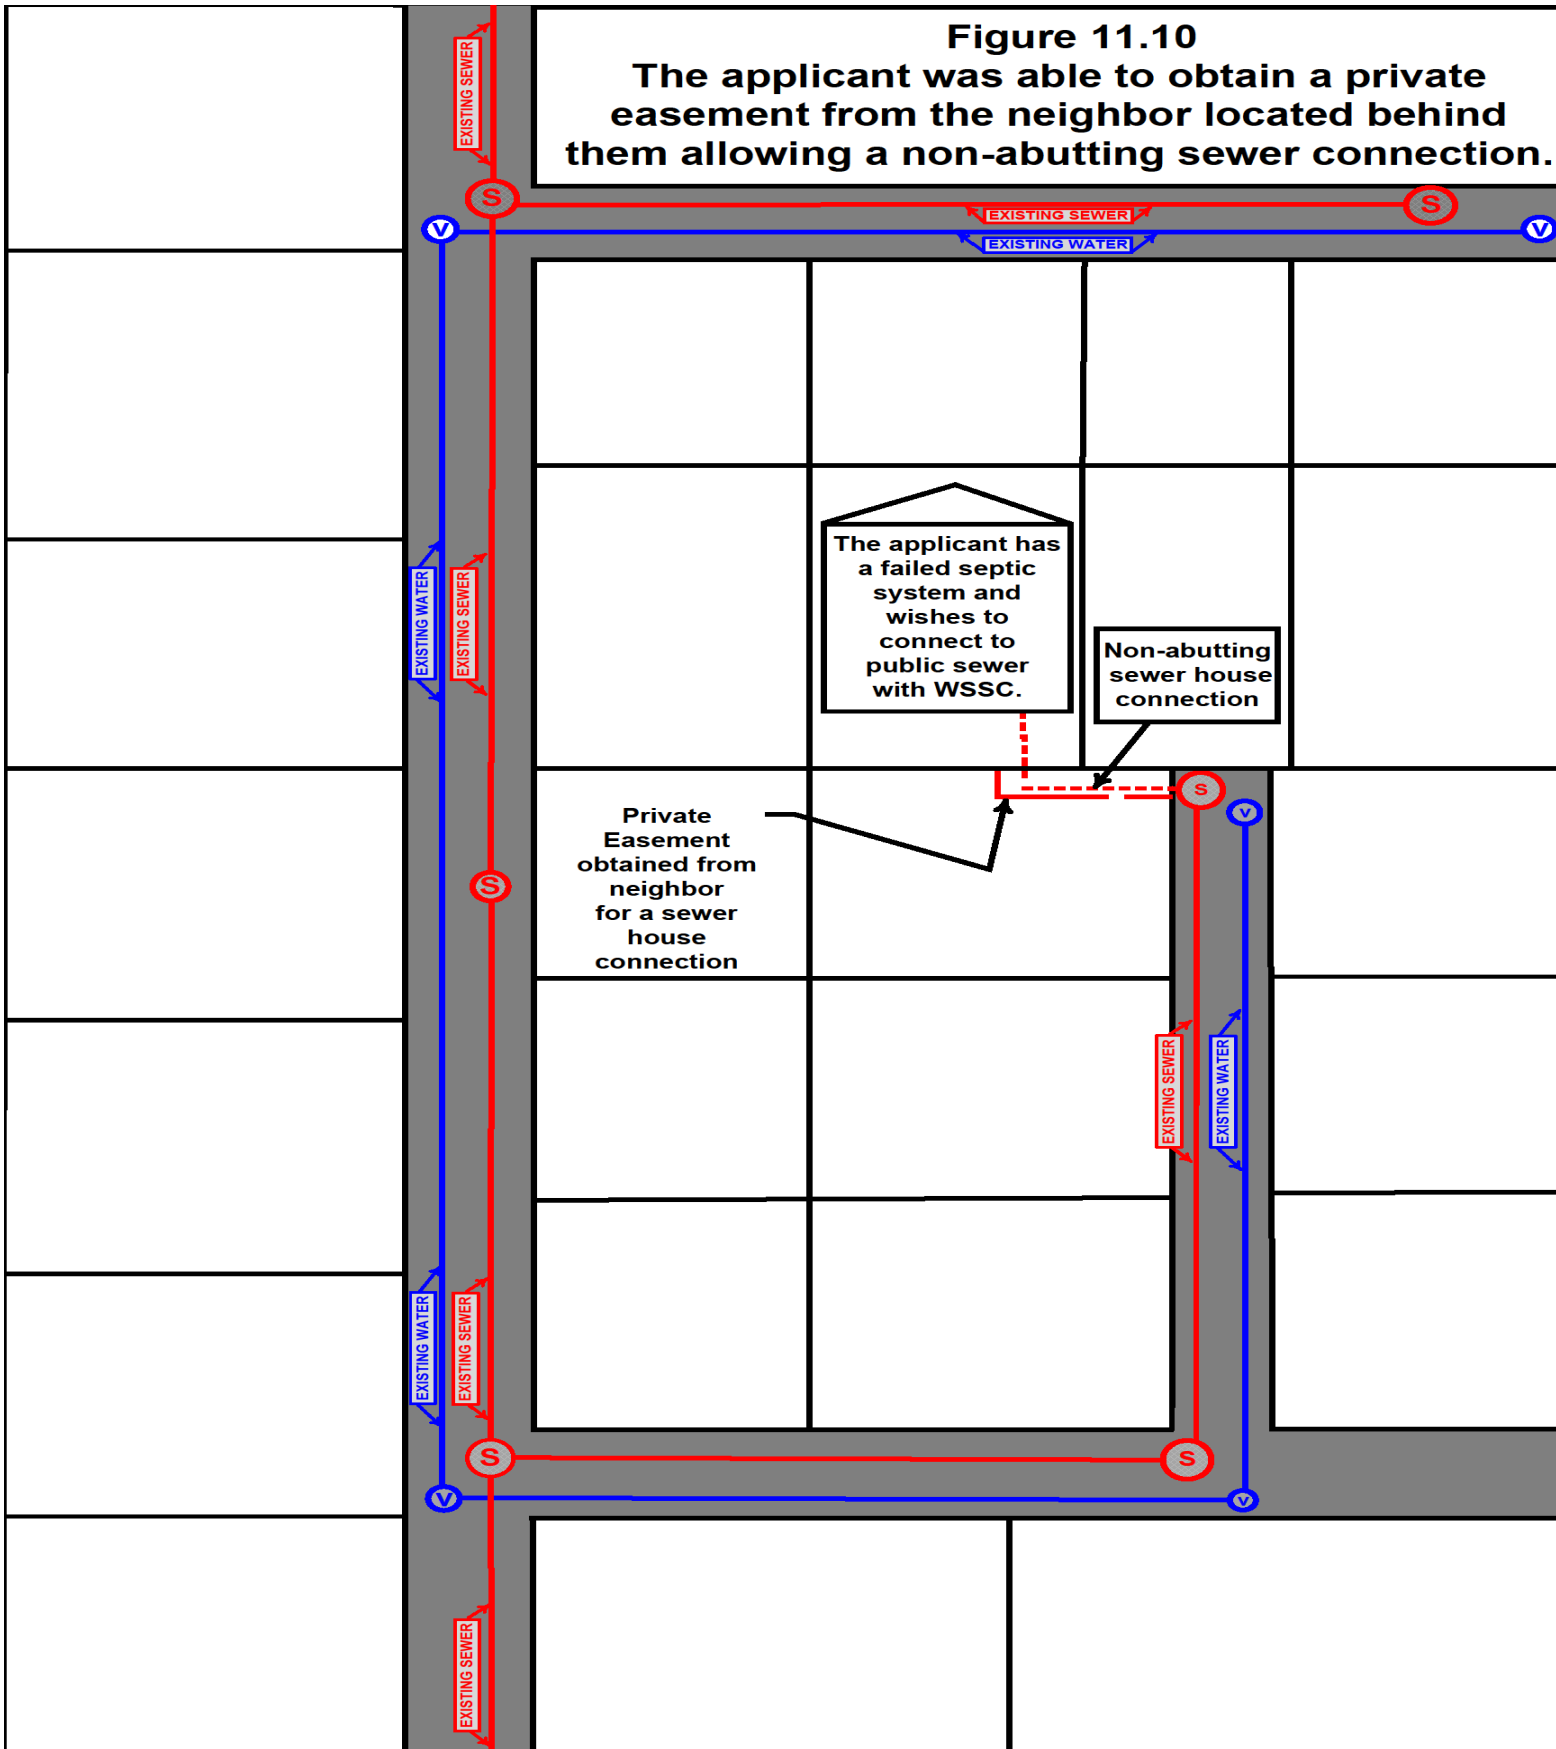 Figure 11.10
The applicant was able to obtain a private
easement from the neighbor located behind
them allowing a non-abutting sewer connection.
EXISTING SEWER
S
S
EXISTING SEWER
V
V
EXISTING WATER
The applicant has
a failed septic
system and
wishes to
connect to
public sewer
with WSSC.
EXISTING WATER
EXISTING SEWER
Non-abutting
sewer house
connection
S
V
Private
Easement
obtained from
neighbor
for a sewer
house
connection
S
EXISTING SEWER
EXISTING WATER
EXISTING WATER
EXISTING SEWER
S
S
V
V
EXISTING SEWER